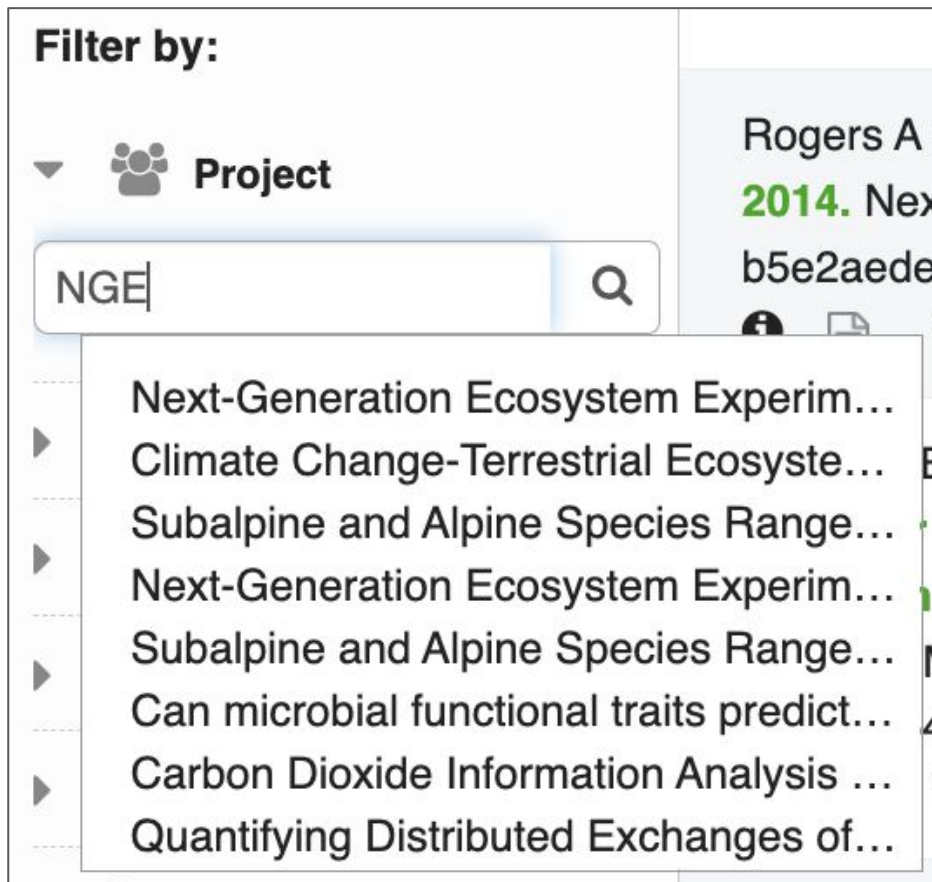 Filter by:
Project
NGE
Next-Generation Ecosystem Experim...
Climate Change-Terrestrial Ecosyste...
Subalpine and Alpine Species Range...
Next-Generation Ecosystem Experim...
Subalpine and Alpine Species Range...
Can microbial functional traits predict...
Carbon Dioxide Information Analysis ...
Quantifying Distributed Exchanges of...
Rogers A
2014. Nex
b5e2aede